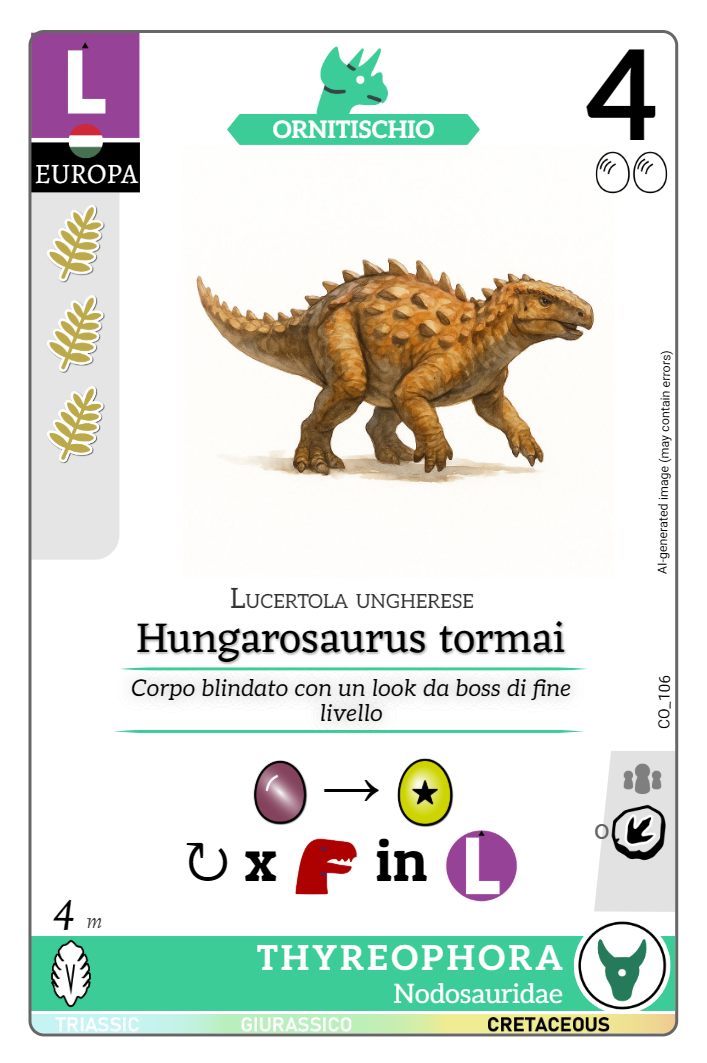 L
EUROPA
ORNITISCHIO
4
AI-generated image (may contain errors)
Lucertola ungherese
Hungarosaurus tormai
Corpo blindato con un look da boss di fine
livello
CO_106
x in L
o
4 m
THYREOPHORA
Nodosauridae
TRIASSIC GIURASSICO CRETACEOUS